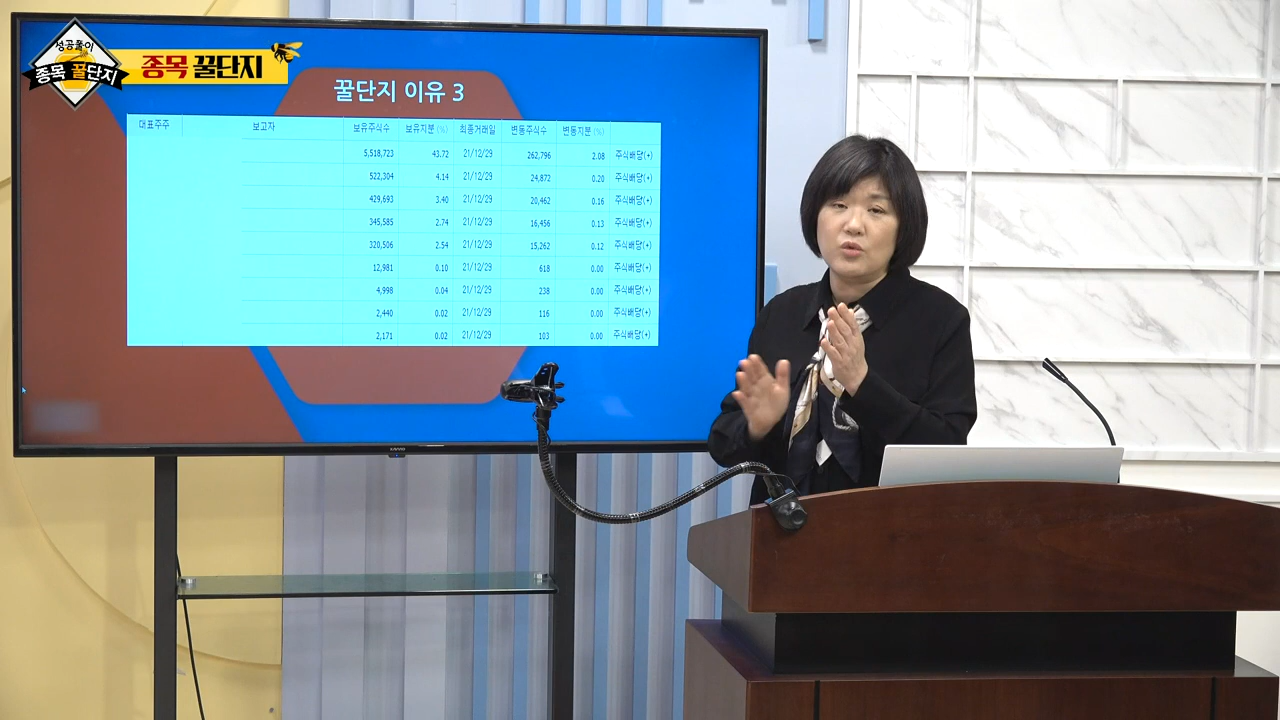 성공풀이
종목 꿀단지
종목 꿀단지
꿀단지 이유 3
대표주주 보고자 보유주식수 보유지분 (%) 최종거래일 변동주식수 변동지분 (%)
5,518,723 43.72 21/12/29 262,796 2.08 주식배당(+)
522,304 4.14 21/12/29 24,872 0.20 주식배당(+)
429,693 3.40 21/12/29 20,462 0.16 주식배당(+)
345,585 2.74 21/12/29 16,456 0.13 주식배당(+)
320,506 2.54 21/12/29 15,262 0.12 주식배당(+)
12,981 0.10 21/12/29 618 0.00 주식배당(+)
4,998 0.04 21/12/29 238 0.00 주식배당(+)
2,440 0.02 21/12/29 116 0.00 주식배당(+)
2,171 0.02 21/12/29 103 0.00 주식배당(+)